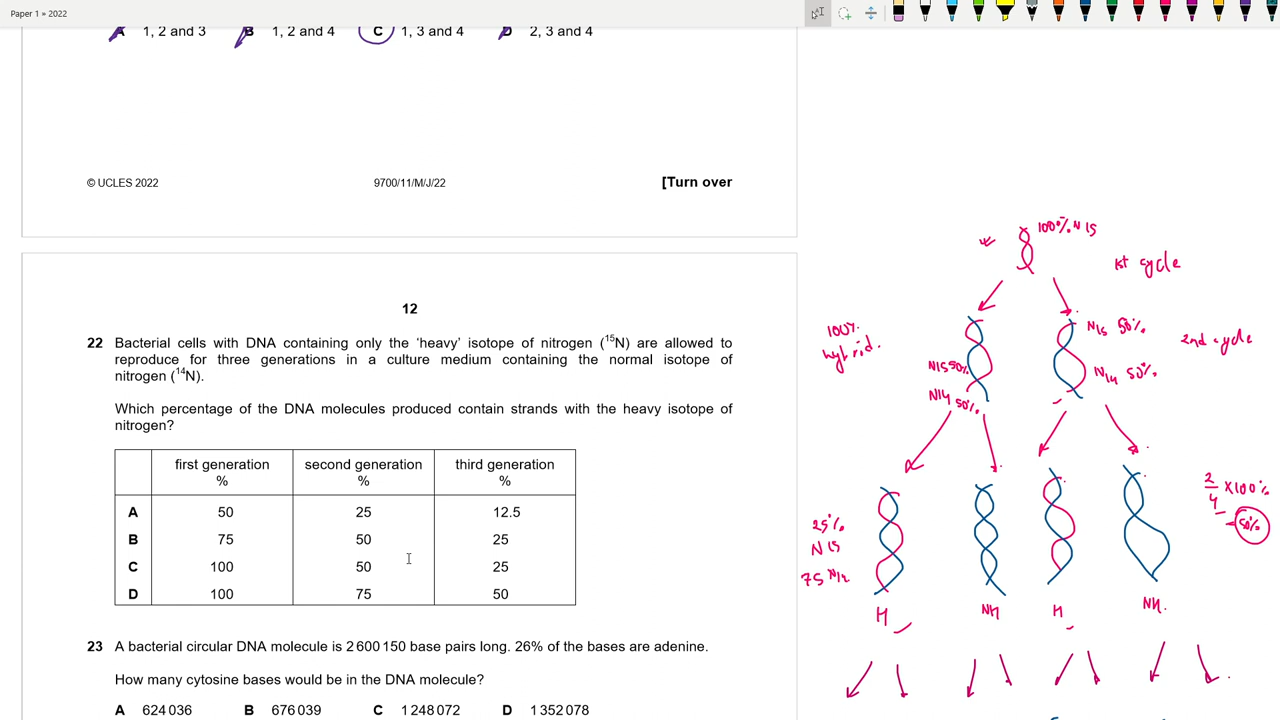 Paper 1 » 2022
A 1, 2 and 3 B 1, 2 and 4 C 1, 3 and 4 D 2, 3 and 4
© UCLES 2022 9700/11/M/J/22 [Turn over
12
22 Bacterial cells with DNA containing only the ‘heavy’ isotope of nitrogen (¹⁵N) are allowed to
reproduce for three generations in a culture medium containing the normal isotope of
nitrogen (¹⁴N).
Which percentage of the DNA molecules produced contain strands with the heavy isotope of
nitrogen?
first generation % second generation % third generation %
A 50 25 12.5
B 75 50 25
C 100 50 25
D 100 75 50
23 A bacterial circular DNA molecule is 2 600 150 base pairs long. 26% of the bases are adenine.
How many cytosine bases would be in the DNA molecule?
A 624 036 B 676 039 C 1 248 072 D 1 352 078
100% N15
1st cycle
100%
hybrid.
N15 50%
N14 50%.
2nd cycle
N15 50%
N14 50%.
25%
N15
75 N12
2/4 x100%
50%
H NH H NH.